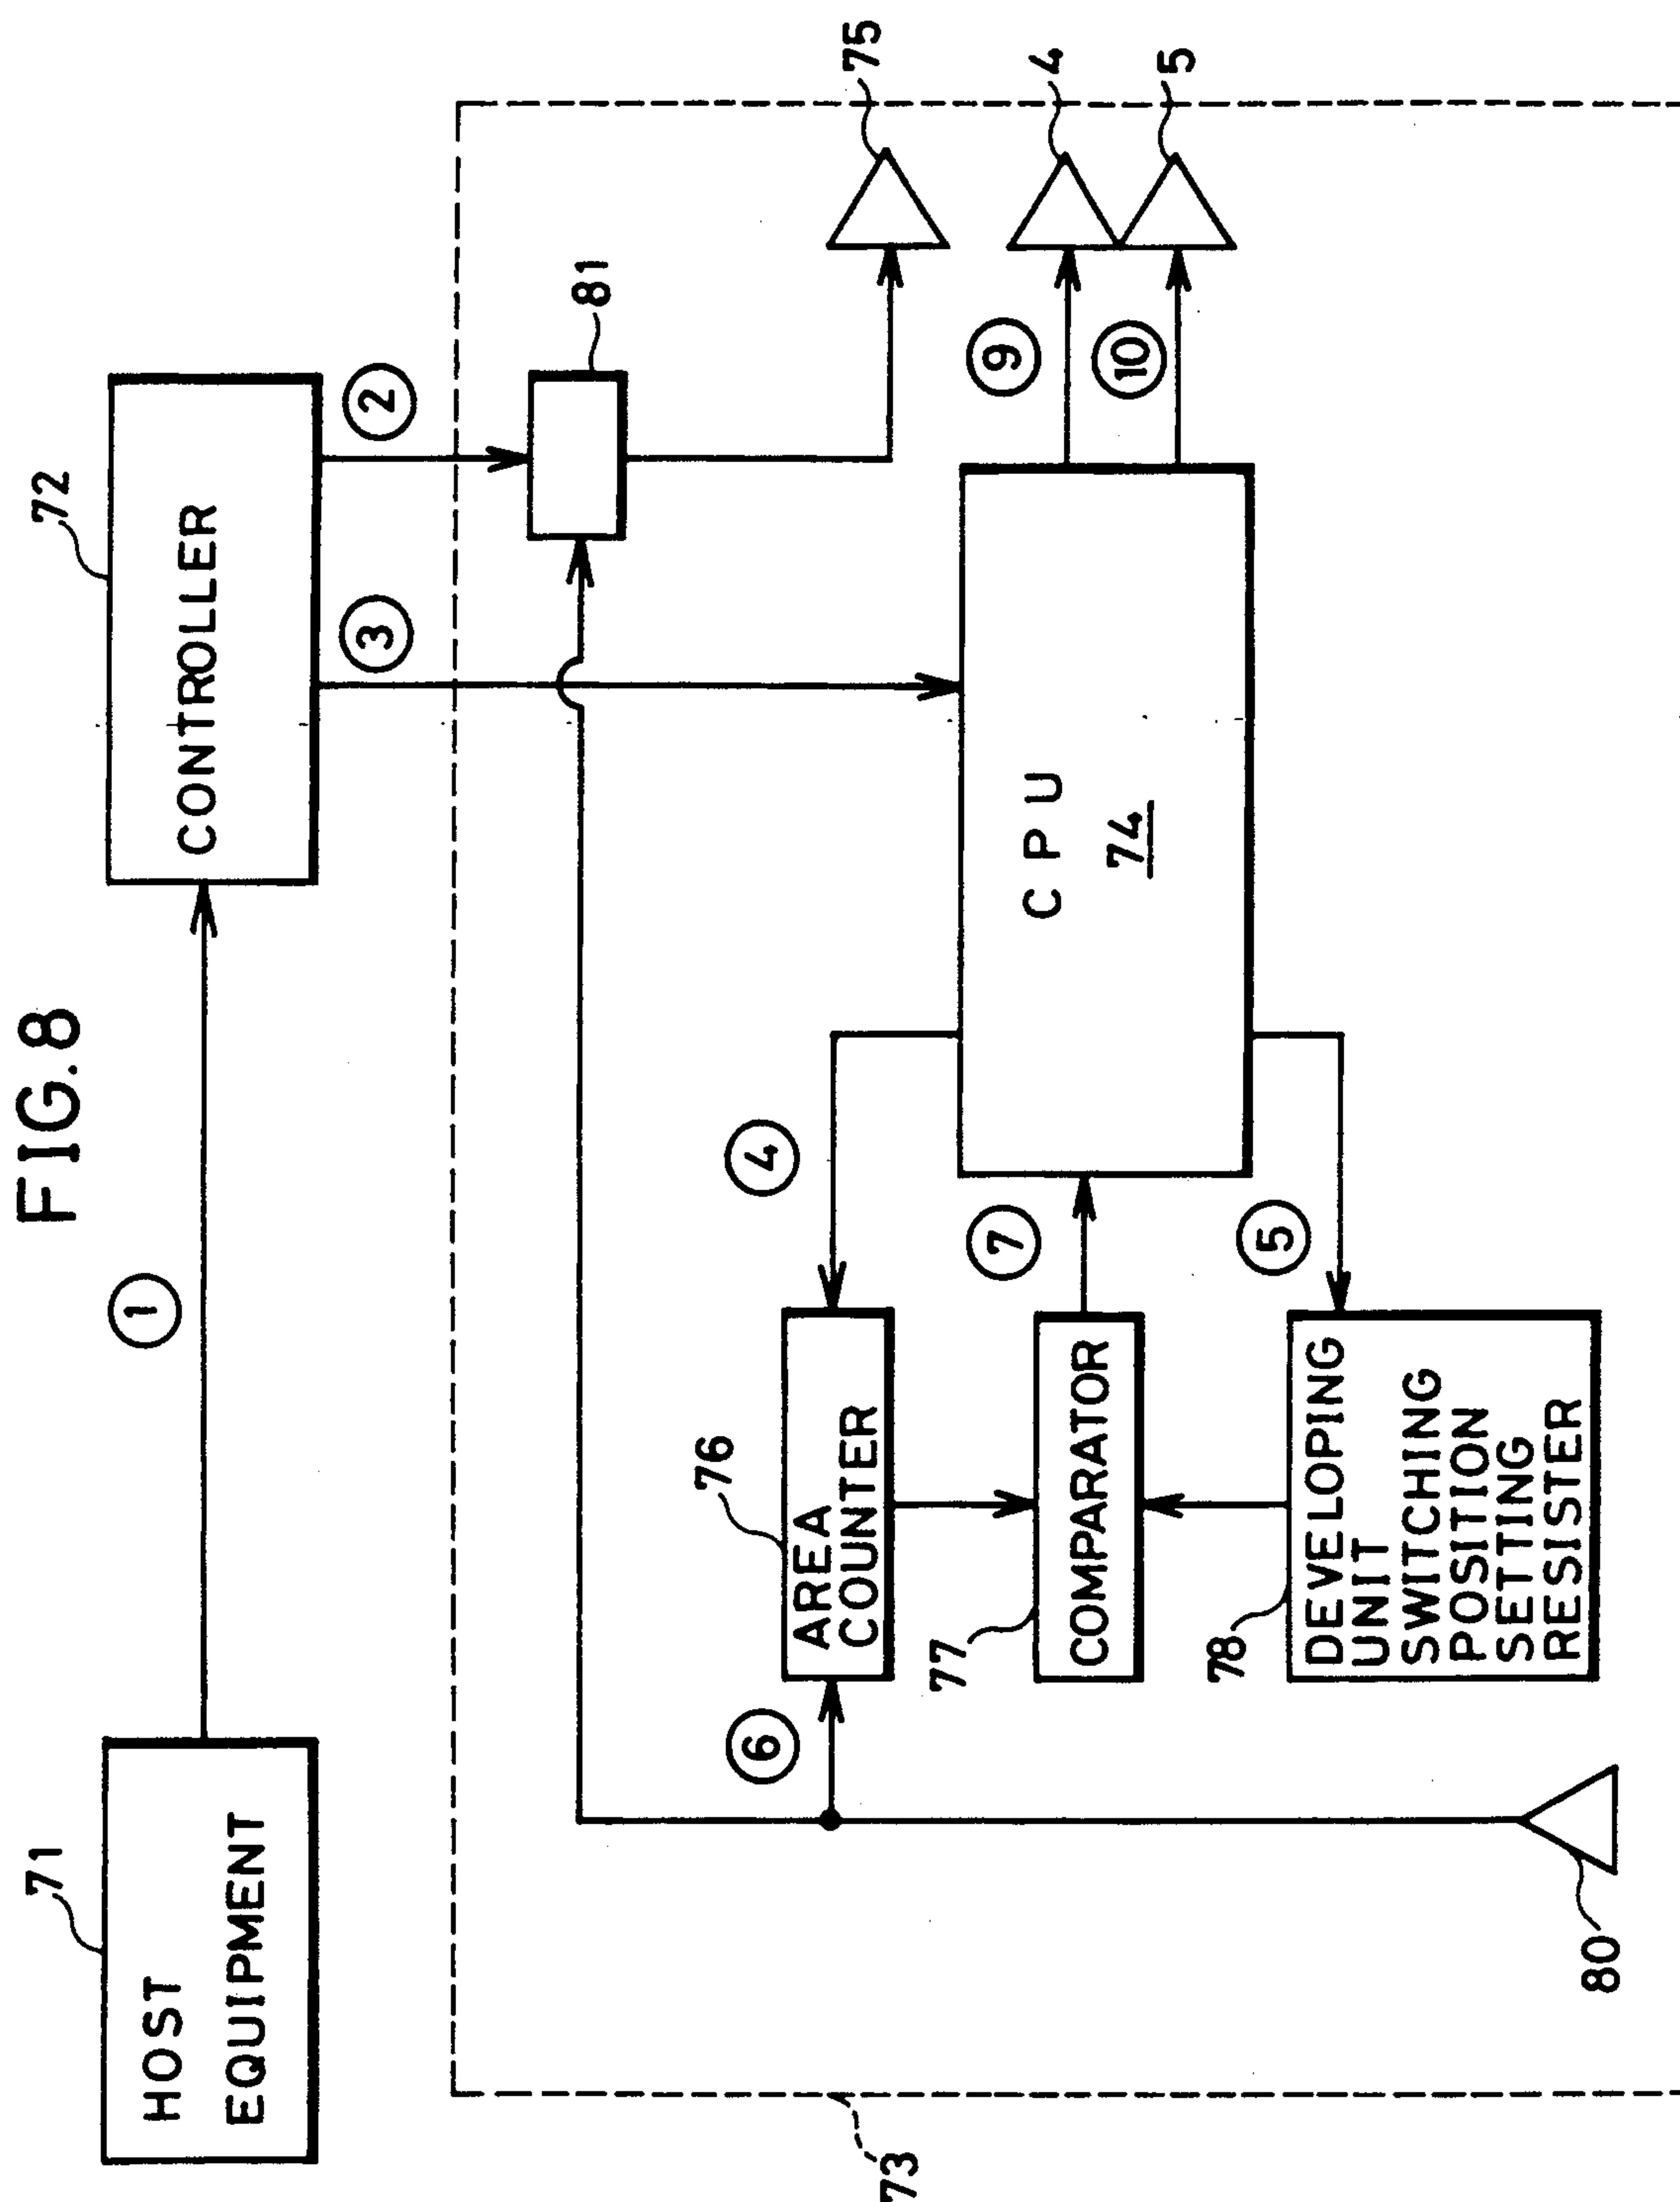 FIG.8
71
HOST
EQUIPMENT
1
72
CONTROLLER
2
3
81
75
4
5
9
10
CPU
74
4
7
5
76
AREA
COUNTER
6
77
COMPARATOR
78
DEVELOPING
UNIT
SWITCHING
POSITION
SETTING
RESISTER
80
73